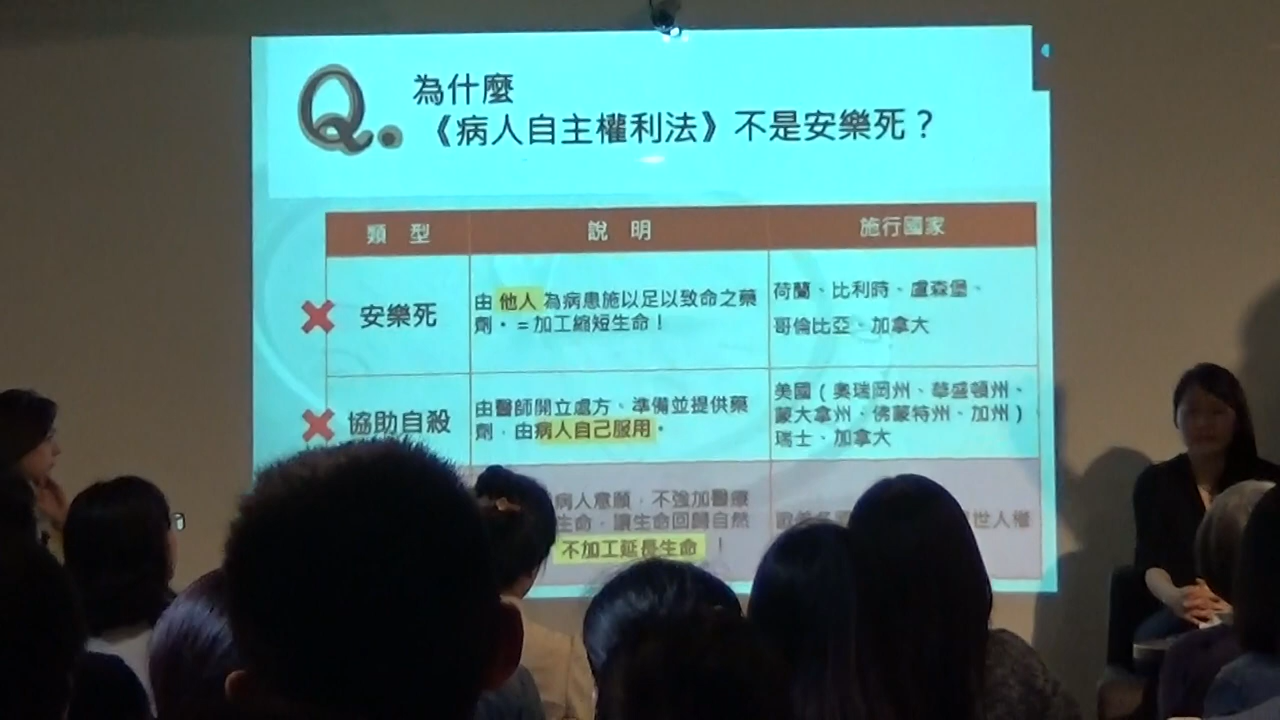 Q.
為什麼
《病人自主權利法》不是安樂死？
類 型
說 明
施行國家
安樂死
由 他人 為病患施以足以致命之藥
劑。=加工縮短生命！
荷蘭、比利時、盧森堡、
哥倫比亞、加拿大
協助自殺
由醫師開立處方、準備並提供藥
劑，由病人自己服用。
美國（奧瑞岡州、華盛頓州、
蒙大拿州、佛蒙特州、加州）
瑞士、加拿大
病人意願，不強加醫療
生命，讓生命回歸自然
不加工延長生命 ！
世人權